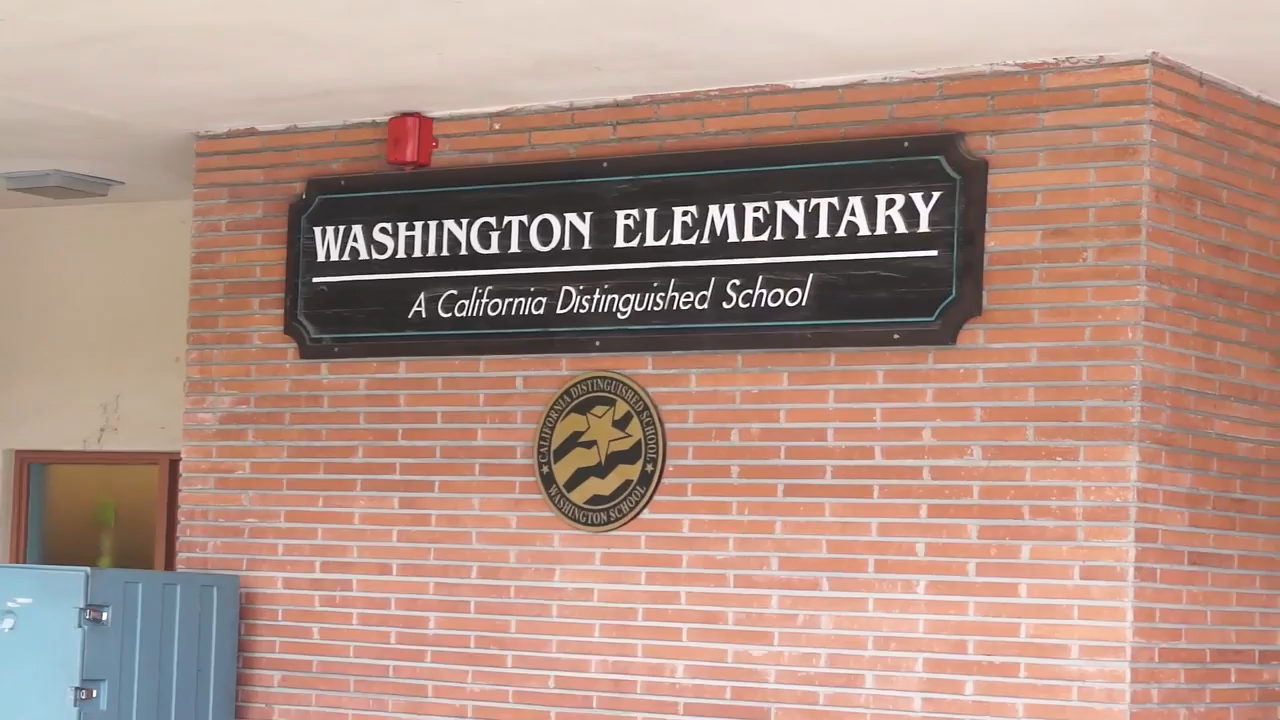 WASHINGTON ELEMENTARY
A California Distinguished School
CALIFORNIA DISTINGUISHED SCHOOL
WASHINGTON SCHOOL